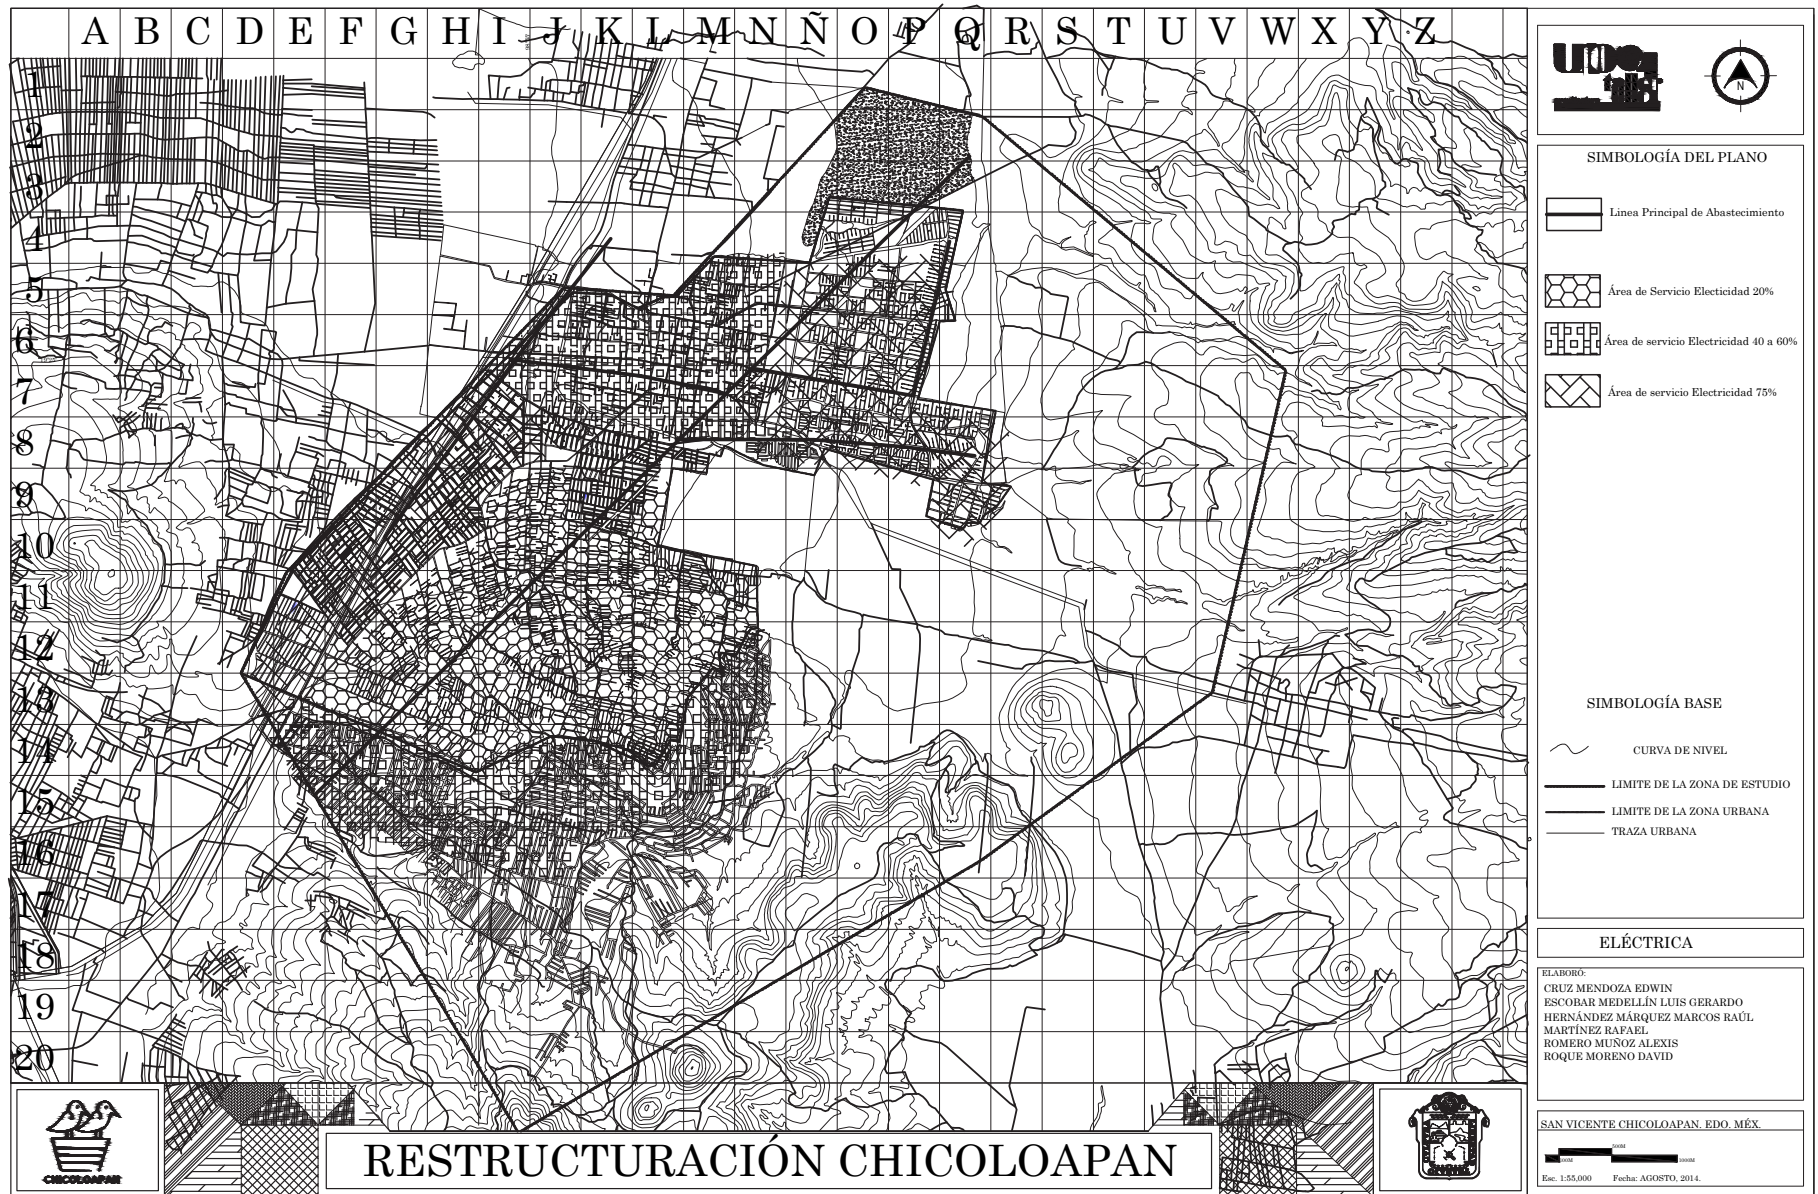 A B C D E F G H I J K L M N Ñ O P Q R S T U V W X Y Z
1
2
3
4
5
6
7
8
9
10
11
12
13
14
15
16
17
18
19
20
N
SIMBOLOGÍA DEL PLANO
Linea Principal de Abastecimiento
Área de Servicio Electicidad 20%
Área de servicio Electricidad 40 a 60%
Área de servicio Electricidad 75%
SIMBOLOGÍA BASE
CURVA DE NIVEL
LIMITE DE LA ZONA DE ESTUDIO
LIMITE DE LA ZONA URBANA
TRAZA URBANA
ELÉCTRICA
ELABORÓ:
CRUZ MENDOZA EDWIN
ESCOBAR MEDELLÍN LUIS GERARDO
HERNÁNDEZ MÁRQUEZ MARCOS RAÚL
MARTÍNEZ RAFAEL
ROMERO MUÑOZ ALEXIS
ROQUE MORENO DAVID
SAN VICENTE CHICOLOAPAN. EDO. MÉX.
500M
1000M
Esc. 1:55,000 Fecha: AGOSTO, 2014.
CHICOLOAPAN
RESTRUCTURACIÓN CHICOLOAPAN